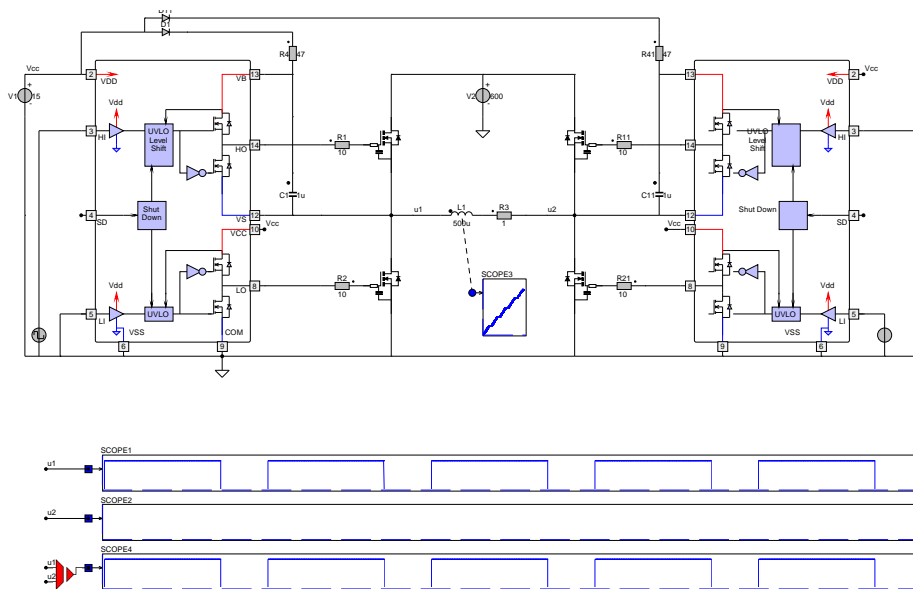 D11
D1
R4
47
R41
47
Vcc
2
VDD
13
VB
V1
15
V2
600
13
2
Vcc
VDD
Vdd
3
HI
UVLO
Level
Shift
14
HO
R1
10
R11
10
14
UVLO
Level
Shift
Vdd
3
HI
C1
1u
C11
1u
4
SD
Shut
Down
12
VS
u1
L1
500u
R3
1
u2
12
Shut Down
4
SD
VCC
10
Vcc
Vcc
10
SCOPE3
Vdd
8
LO
R2
10
R21
10
8
Vdd
5
LI
UVLO
UVLO
5
LI
VSS
COM
VSS
6
9
9
6
SCOPE1
u1
SCOPE2
u2
SCOPE4
u1
u2